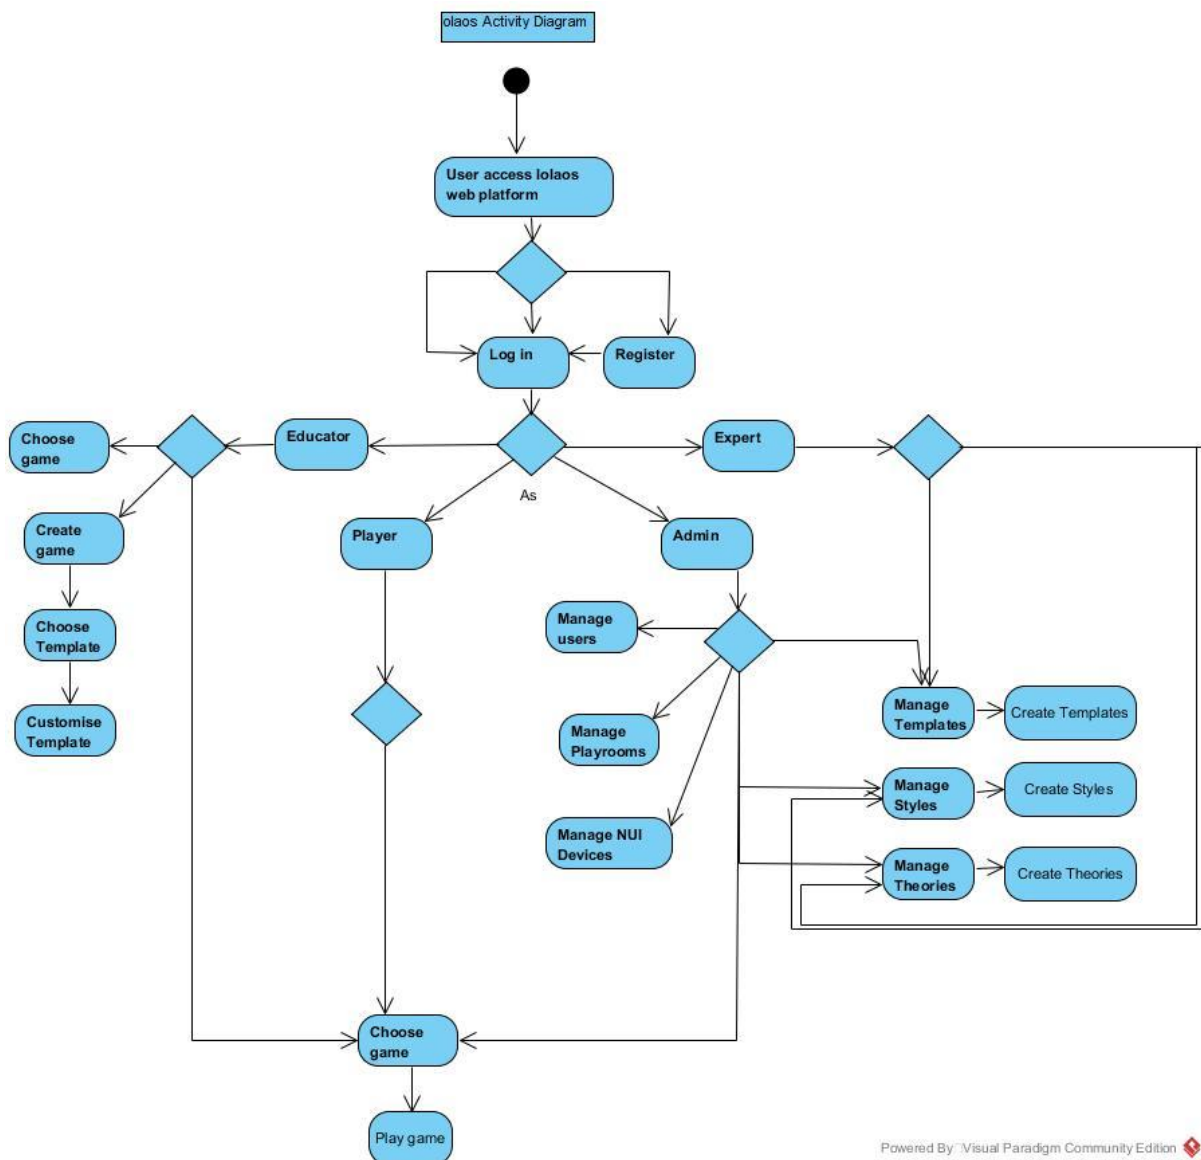 olaos Activity Diagram
User access Iolaos
web platform
Log in
Register
Choose
game
Educator
Expert
As
Create
game
Player
Admin
Choose
Template
Manage
users
Customise
Template
Manage
Playrooms
Manage
Templates
Create Templates
Manage
Styles
Create Styles
Manage NUI
Devices
Manage
Theories
Create Theories
Choose
game
Play game
Powered By Visual Paradigm Community Edition